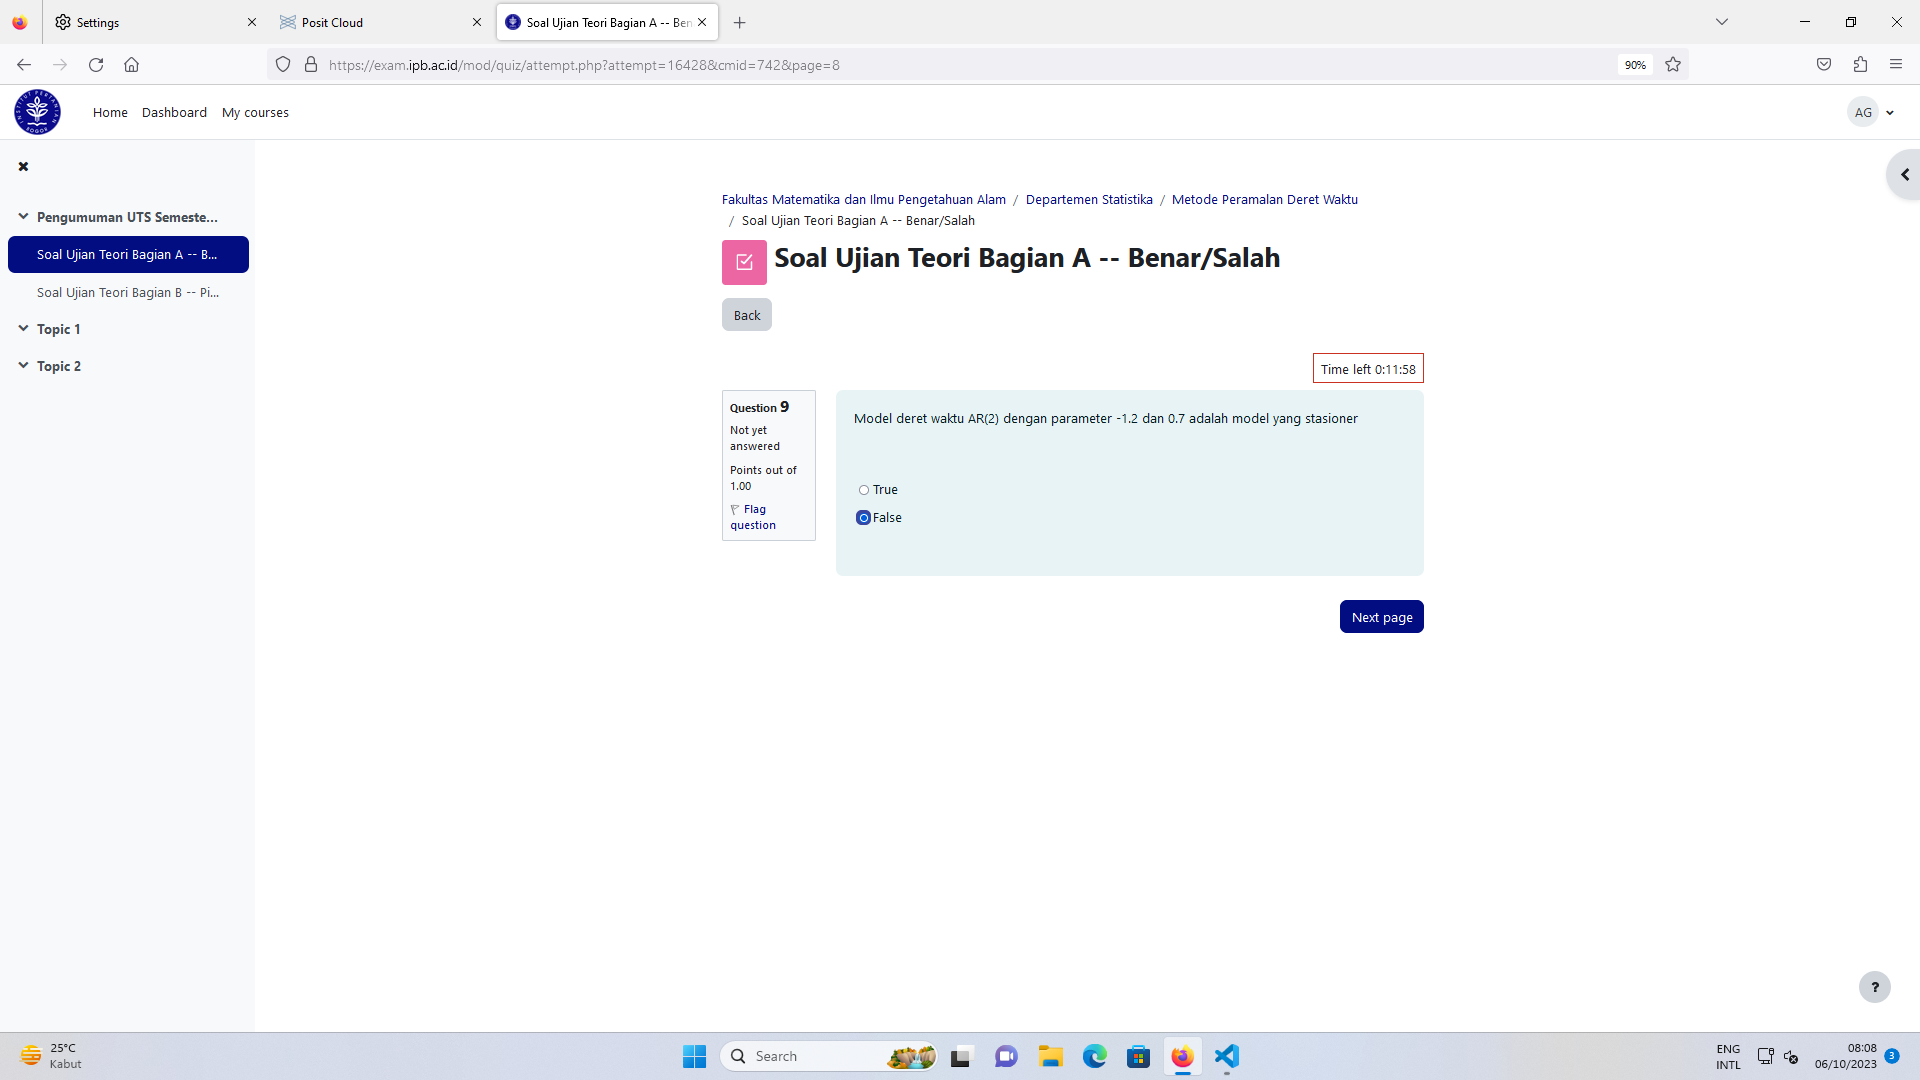 Settings
Posit Cloud
Soal Ujian Teori Bagian A -- Ben
https://exam.ipb.ac.id/mod/quiz/attempt.php?attempt=16428&cmid=742&page=8
90%
INSTITUT PERTANIAN BOGOR
Home
Dashboard
My courses
AG
Pengumuman UTS Semeste...
Soal Ujian Teori Bagian A -- B...
Soal Ujian Teori Bagian B -- Pi...
Topic 1
Topic 2
Fakultas Matematika dan Ilmu Pengetahuan Alam / Departemen Statistika / Metode Peramalan Deret Waktu
/ Soal Ujian Teori Bagian A -- Benar/Salah
Soal Ujian Teori Bagian A -- Benar/Salah
Back
Time left 0:11:58
Question 9
Not yet
answered
Points out of
1.00
Flag
question
Model deret waktu AR(2) dengan parameter -1.2 dan 0.7 adalah model yang stasioner
True
False
Next page
?
25°C
Kabut
Search
ENG
INTL
08:08
06/10/2023
3